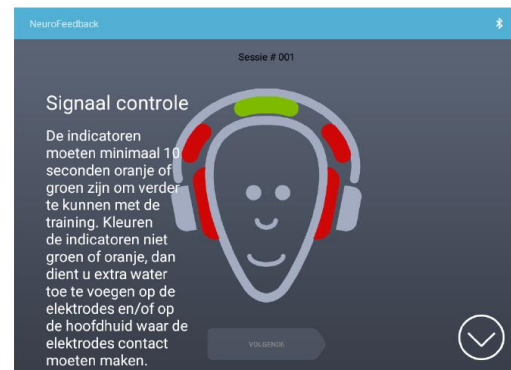 NeuroFeedback
Sessie # 001
Signaal controle
De indicatoren
moeten minimaal 10
seconden oranje of
groen zijn om verder
te kunnen met de
training. Kleuren
de indicatoren niet
groen of oranje, dan
dient u extra water
toe te voegen op de
elektrodes en/of op
de hoofdhuid waar de
elektrodes contact
moeten maken.
VOLGENDE